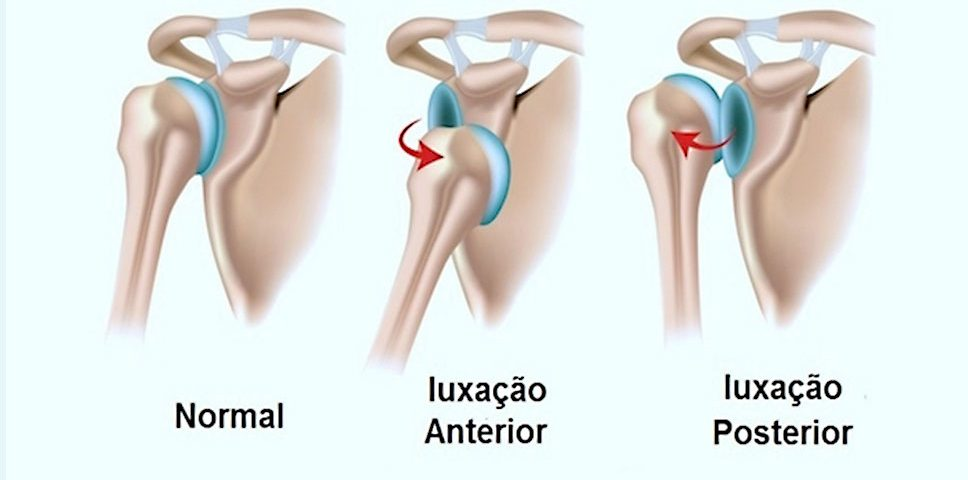 Normal
luxação
Anterior
luxação
Posterior